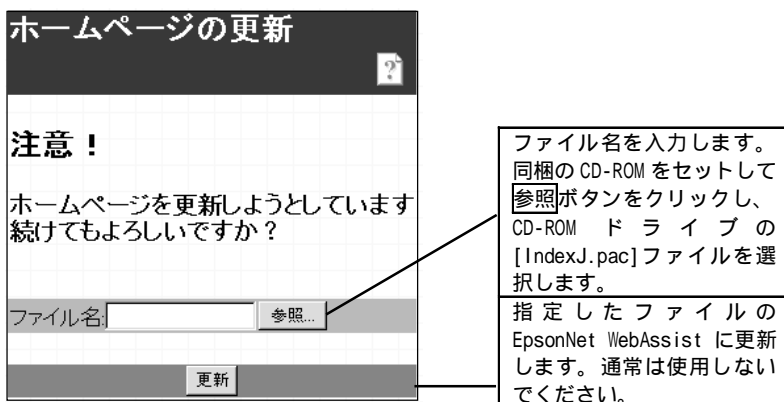 ホームページの更新
?
注意！
ホームページを更新しようとしています
続けてもよろしいですか？
ファイル名:
参照...
更新
ファイル名を入力します。
同梱の CD-ROM をセットして
参照ボタンをクリックし、
CD-ROM ドライブの
[IndexJ.pac]ファイルを選
択します。
指定したファイルの
EpsonNet WebAssist に更新
します。通常は使用しない
でください。